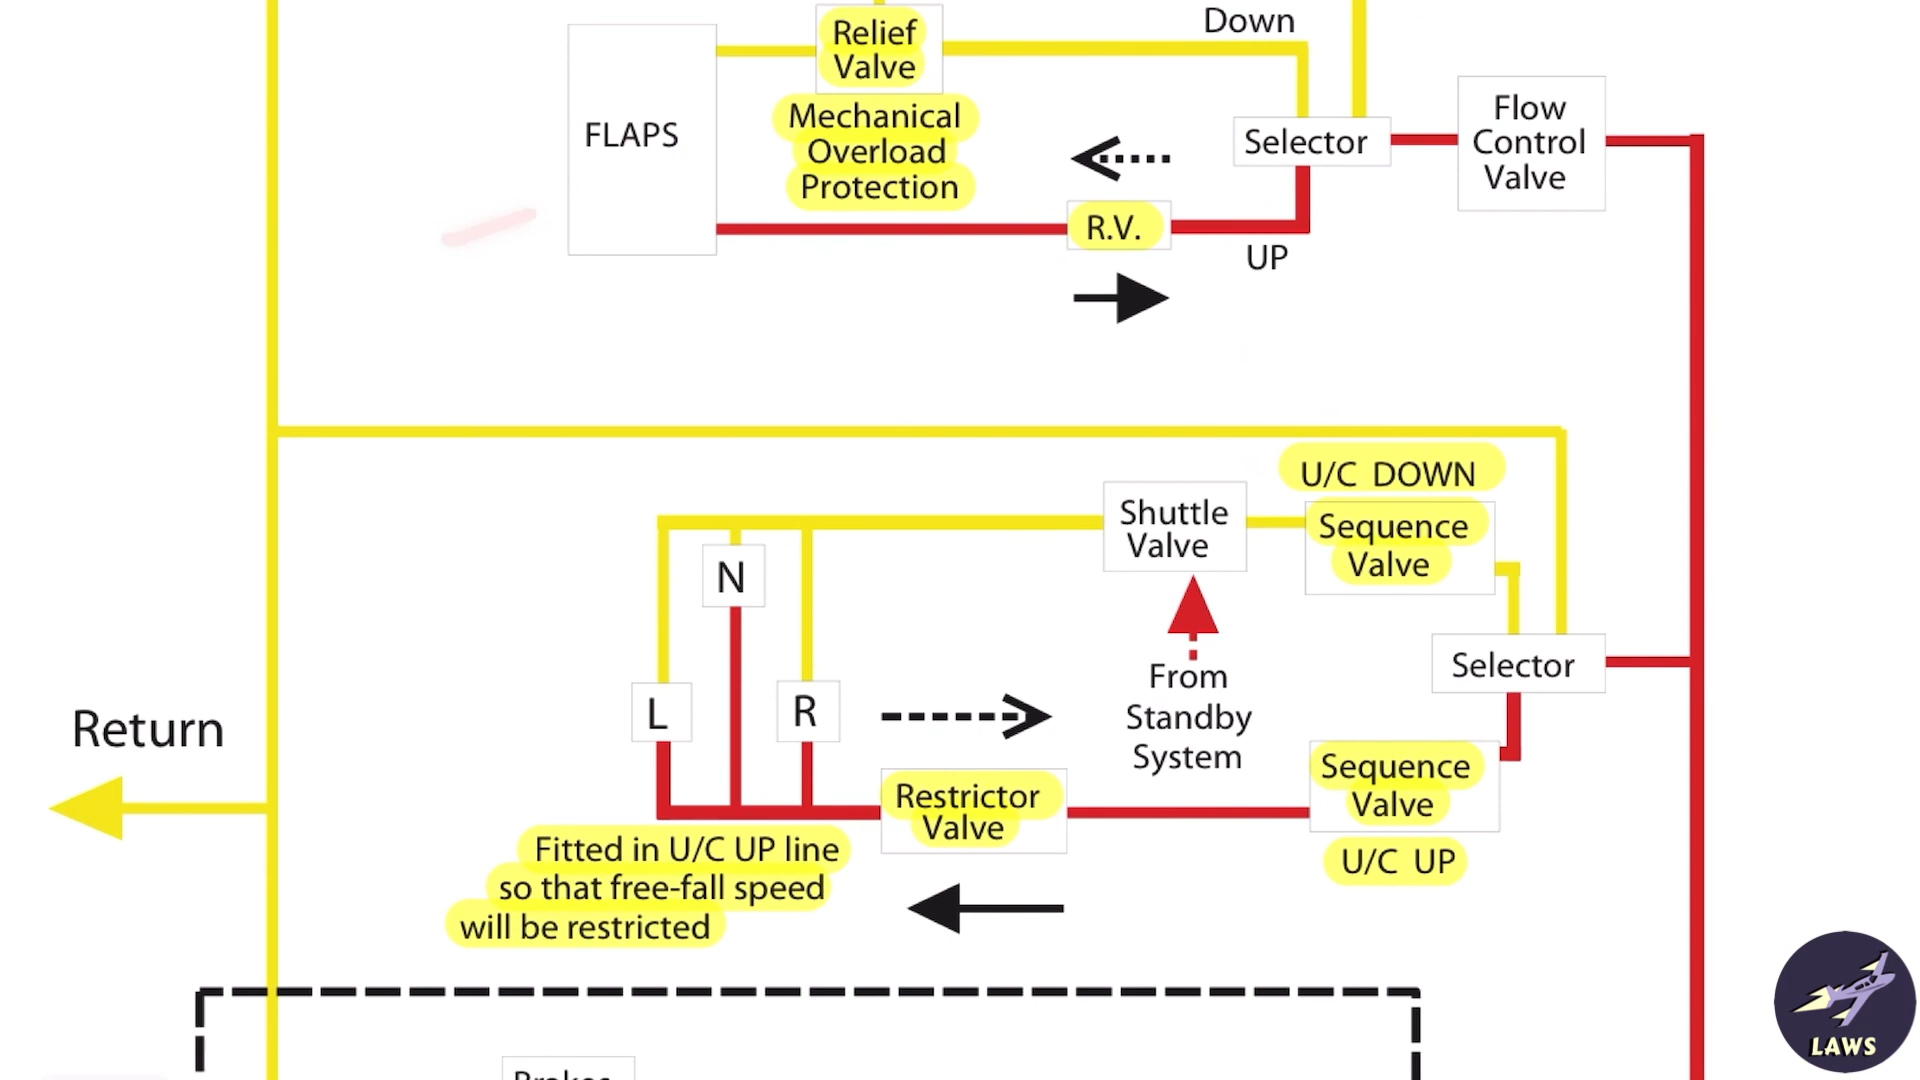 Down
Relief
Valve
FLAPS
Mechanical
Overload
Protection
Selector
Flow
Control
Valve
R.V.
UP
U/C DOWN
Shuttle
Valve
Sequence
Valve
N
L
R
Selector
From
Standby
System
Return
Restrictor
Valve
Sequence
Valve
U/C UP
Fitted in U/C UP line
so that free-fall speed
will be restricted
LAWS